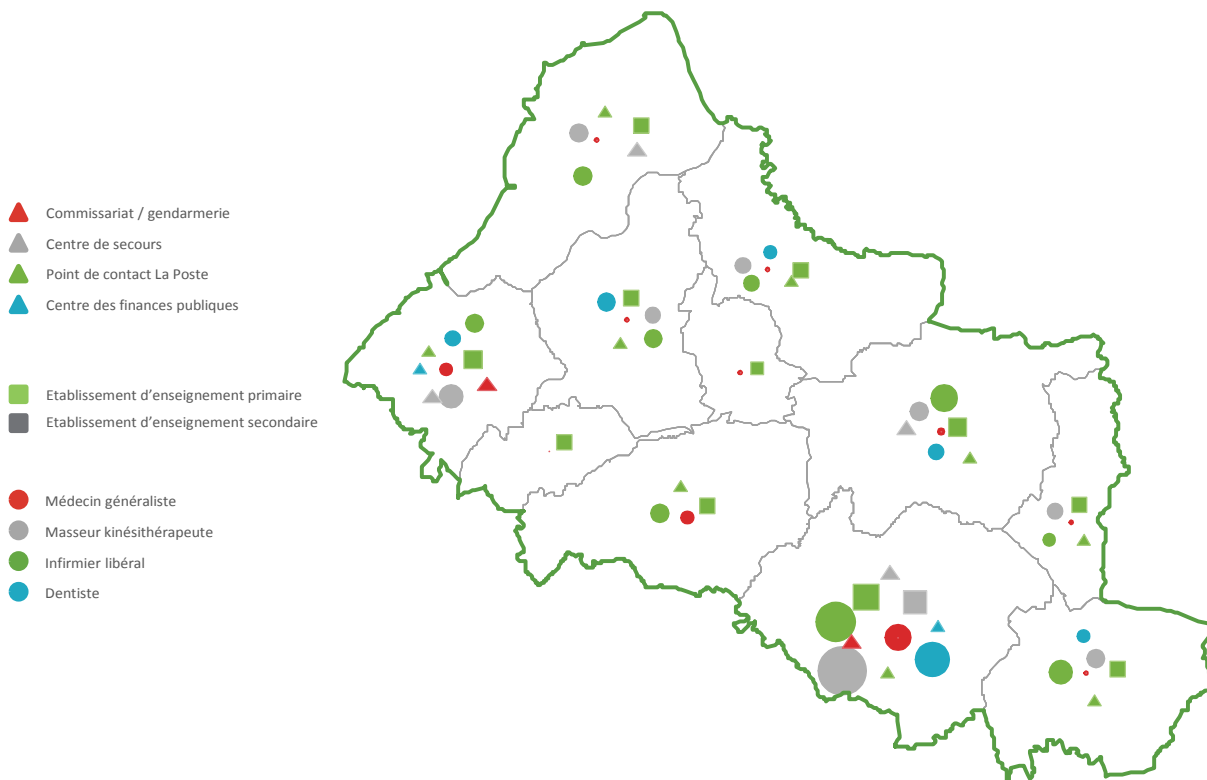 Commissariat / gendarmerie
Centre de secours
Point de contact La Poste
Centre des finances publiques
Etablissement d'enseignement primaire
Etablissement d'enseignement secondaire
Médecin généraliste
Masseur kinésithérapeute
Infirmier libéral
Dentiste